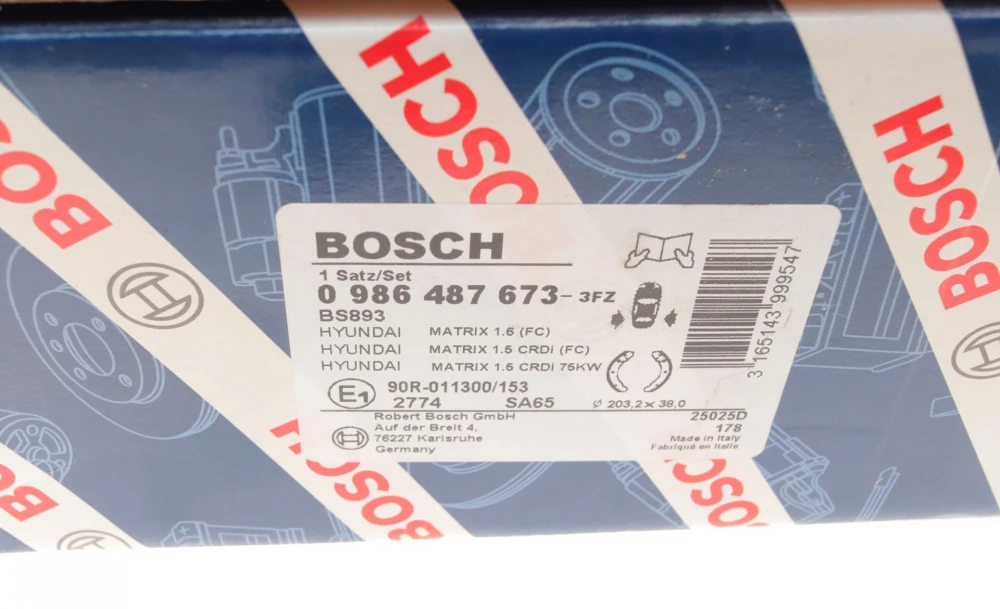 BOSCH
BOSCH
BOSCH
BOSCH
1 Satz/Set
0 986 487 673 - 3FZ
BS893
HYUNDAI MATRIX 1.6 (FC)
HYUNDAI MATRIX 1.5 CRDi (FC)
HYUNDAI MATRIX 1.5 CRDi 75KW
E1 90R-011300/153
2774 SA65 Ø 203,2 x 38,0
Robert Bosch GmbH
Auf der Breit 4,
76227 Karlsruhe
Germany
25025D
178
Made in Italy
Fabriqué en Italie
3 165143 999547
BOSCH
BOSCH
BOSCH